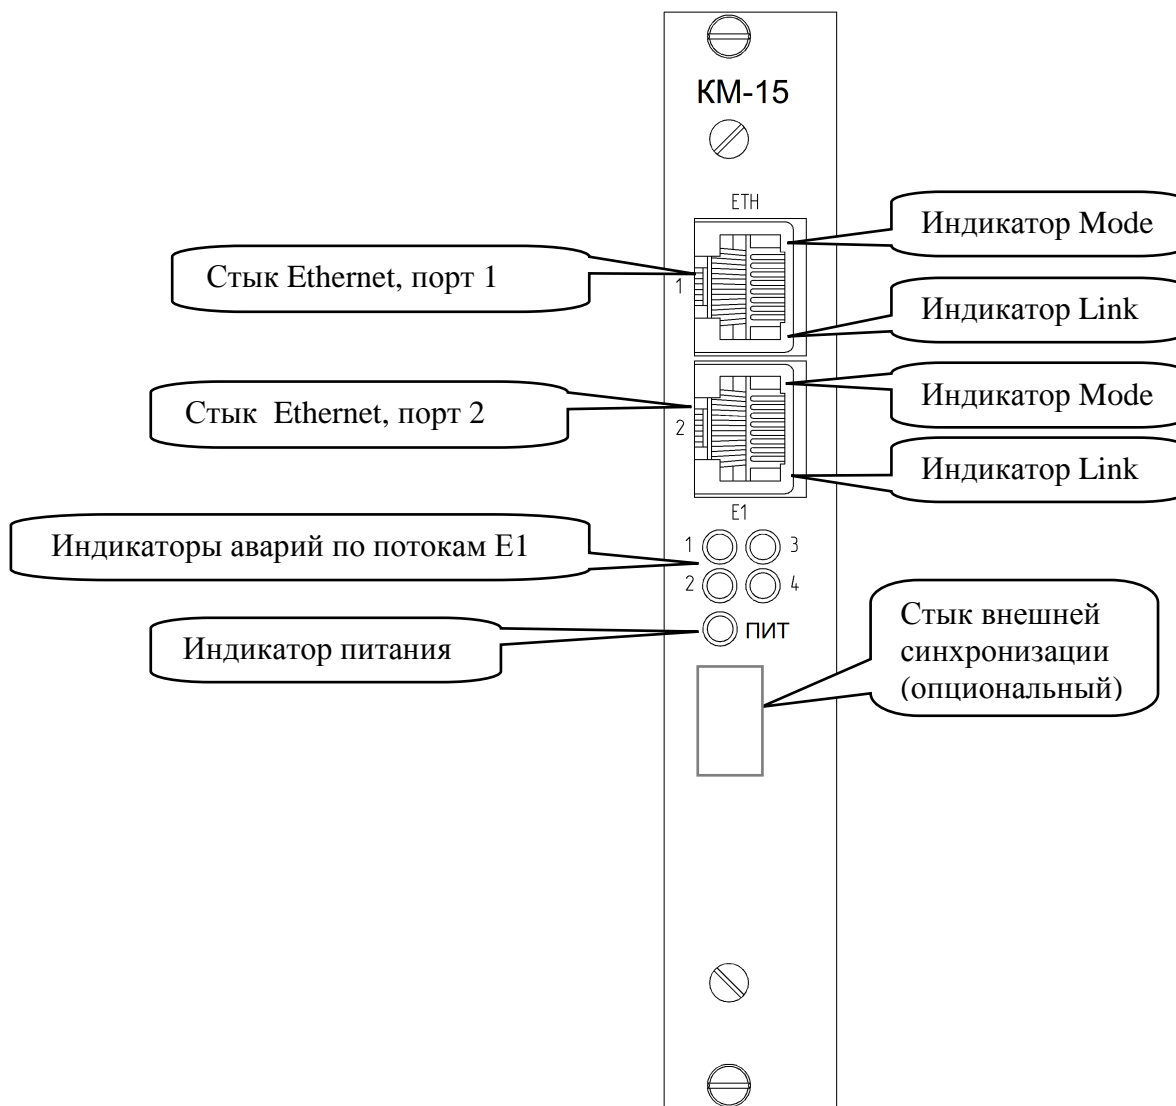 КМ-15
ETH
Индикатор Mode
Стык Ethernet, порт 1
1
Индикатор Link
Индикатор Mode
Стык  Ethernet, порт 2
2
Индикатор Link
E1
Индикаторы аварий по потокам Е1
1
3
2
4
Индикатор питания
ПИТ
Стык внешней
синхронизации
(опциональный)